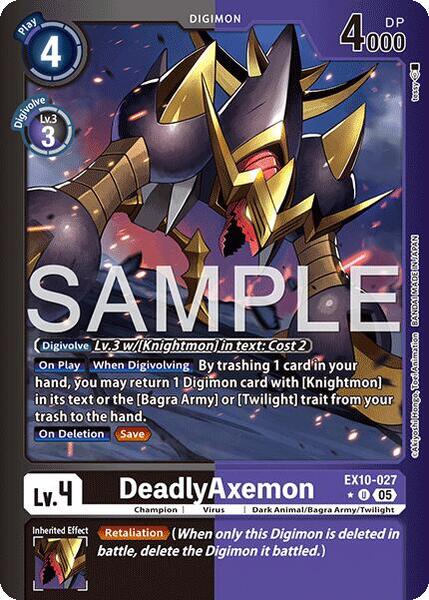 Play
4
DIGIMON
DP
4000
Digivolve
Lv.3
3
tessy
©Akiyoshi Hongo, Toei Animation BANDAI MADE IN JAPAN
SAMPLE
Digivolve Lv.3 w/[Knightmon] in text: Cost 2
On Play When Digivolving By trashing 1 card in your
hand, you may return 1 Digimon card with [Knightmon]
in its text or the [Bagra Army] or [Twilight] trait from your
trash to the hand.
On Deletion Save
Lv.4
DeadlyAxemon
EX10-027
U 05
Champion Virus Dark Animal/Bagra Army/Twilight
Inherited Effect
Retaliation (When only this Digimon is deleted in
battle, delete the Digimon it battled.)